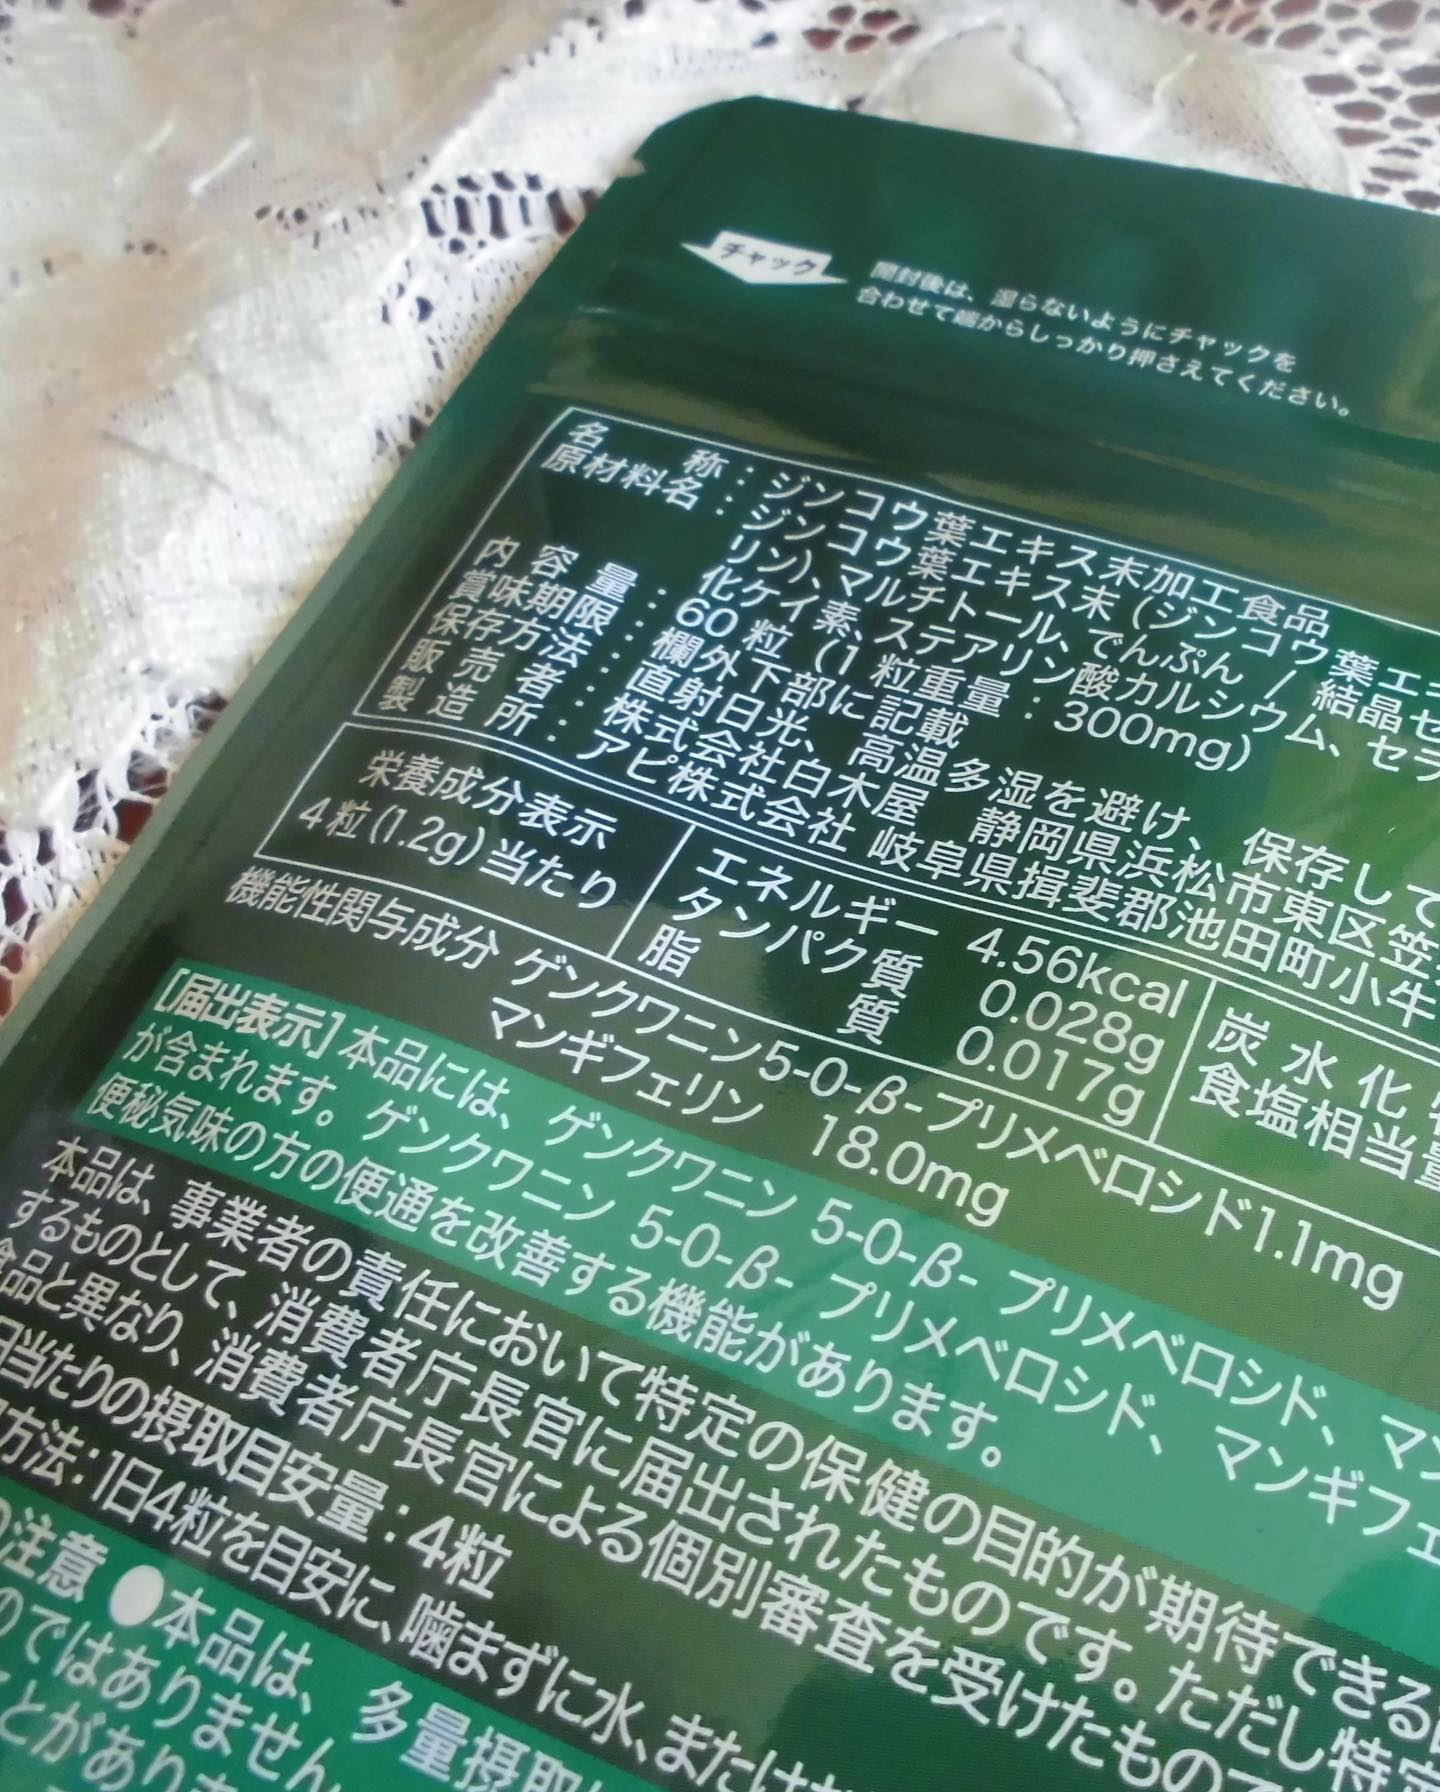 チャック
開封後は、湿らないようにチャックを
合わせて端からしっかり押さえてください。
名称：ジンコウ葉エキス末加工食品
原材料名：ジンコウ葉エキス末（ジンコウ葉エキ
リン）、マルチトール、でんぷん / 結晶セ
化ケイ素、ステアリン酸カルシウム、セラ
内容量：60粒（1粒重量：300mg）
賞味期限：欄外下部に記載
保存方法：直射日光、高温多湿を避け、保存して
販売者：株式会社白木屋 静岡県浜松市東区笠
製造所：アピ株式会社 岐阜県揖斐郡池田町小牛
栄養成分表示
4粒(1.2g)当たり
エネルギー 4.56kcal
タンパク質 0.028g
脂質 0.017g
炭水化
食塩相当量
機能性関与成分 ゲンクワニン5-O-β-プリメベロシド1.1mg
マンギフェリン 18.0mg
[届出表示] 本品には、ゲンクワニン 5-O-β- プリメベロシド、マン
が含まれます。ゲンクワニン 5-O-β- プリメベロシド、マンギフェ
便秘気味の方の便通を改善する機能があります。
本品は、事業者の責任において特定の保健の目的が期待できる
するものとして、消費者庁長官に届出されたものです。ただし特定
食品と異なり、消費者庁長官による個別審査を受けたもので
日当たりの摂取目安量：4粒
方法：1日4粒を目安に、噛まずに水、または
の注意 ●本品は、多量摂取
のではありません
とがあり